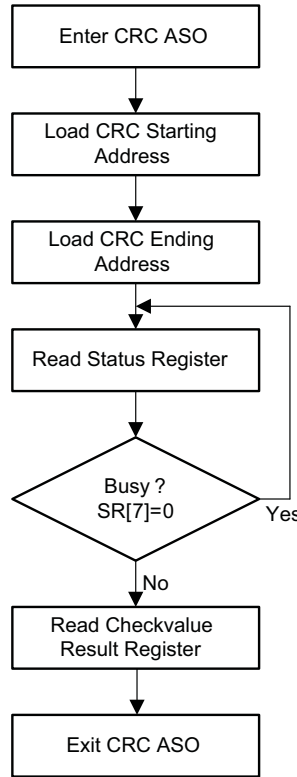 Enter CRC ASO
Load CRC Starting
Address
Load CRC Ending
Address
Read Status Register
Busy ?
SR[7]=0
Yes
No
Read Checkvalue
Result Register
Exit CRC ASO